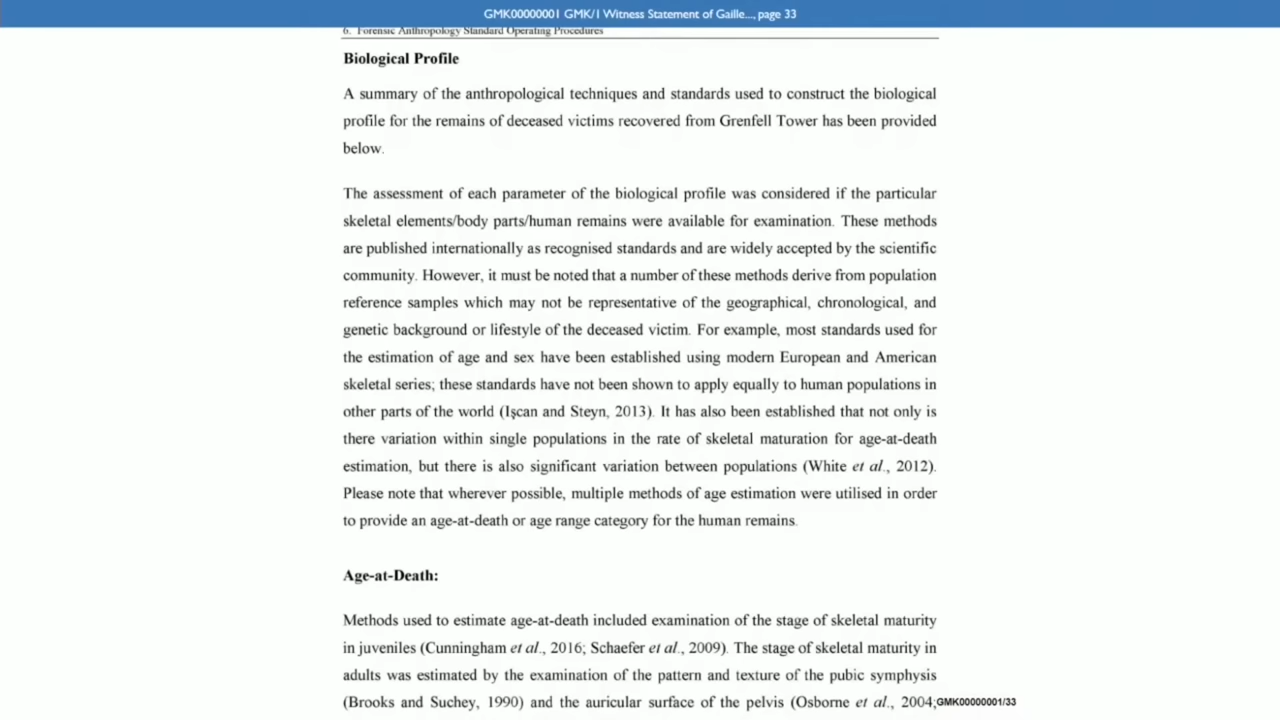 GMK00000001 GMK/1 Witness Statement of Gaille..., page 33
6. Forensic Anthropology Standard Operating Procedures
Biological Profile
A summary of the anthropological techniques and standards used to construct the biological
profile for the remains of deceased victims recovered from Grenfell Tower has been provided
below.
The assessment of each parameter of the biological profile was considered if the particular
skeletal elements/body parts/human remains were available for examination. These methods
are published internationally as recognised standards and are widely accepted by the scientific
community. However, it must be noted that a number of these methods derive from population
reference samples which may not be representative of the geographical, chronological, and
genetic background or lifestyle of the deceased victim. For example, most standards used for
the estimation of age and sex have been established using modern European and American
skeletal series; these standards have not been shown to apply equally to human populations in
other parts of the world (Işcan and Steyn, 2013). It has also been established that not only is
there variation within single populations in the rate of skeletal maturation for age-at-death
estimation, but there is also significant variation between populations (White et al., 2012).
Please note that wherever possible, multiple methods of age estimation were utilised in order
to provide an age-at-death or age range category for the human remains.
Age-at-Death:
Methods used to estimate age-at-death included examination of the stage of skeletal maturity
in juveniles (Cunningham et al., 2016; Schaefer et al., 2009). The stage of skeletal maturity in
adults was estimated by the examination of the pattern and texture of the pubic symphysis
(Brooks and Suchey, 1990) and the auricular surface of the pelvis (Osborne et al., 2004;
GMK00000001/33